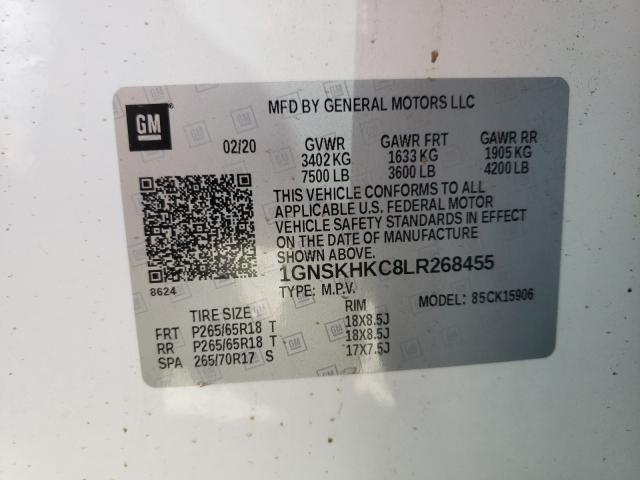 GM
MFD BY GENERAL MOTORS LLC
02/20 GVWR GAWR FRT GAWR RR
3402 KG 1633 KG 1905 KG
7500 LB 3600 LB 4200 LB
THIS VEHICLE CONFORMS TO ALL
APPLICABLE U.S. FEDERAL MOTOR
VEHICLE SAFETY STANDARDS IN EFFECT
ON THE DATE OF MANUFACTURE
SHOWN ABOVE.
8624
1GNSKHKC8LR268455
TYPE: M.P.V. MODEL: 85CK15906
TIRE SIZE RIM
FRT P265/65R18 T 18X8.5J
RR P265/65R18 T 18X8.5J
SPA 265/70R17 S 17X7.5J